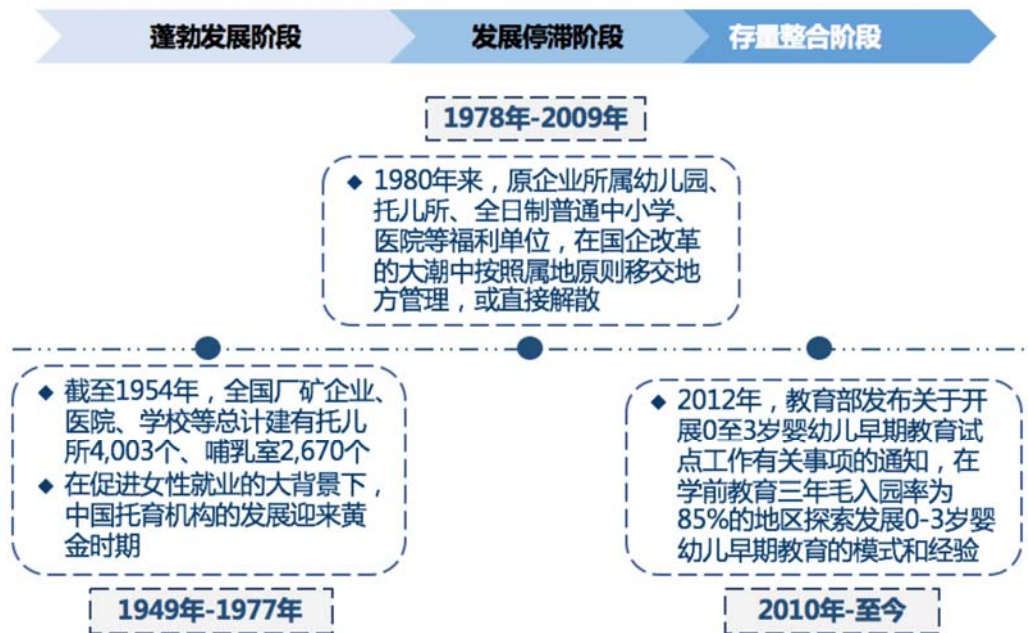 蓬勃发展阶段
发展停滞阶段
存量整合阶段
1978年-2009年
◆ 1980年来，原企业所属幼儿园、
托儿所、全日制普通中小学、
医院等福利单位，在国企改革
的大潮中按照属地原则移交地
方管理，或直接解散
◆ 截至1954年，全国厂矿企业、
医院、学校等总计建有托儿
所4,003个、哺乳室2,670个
◆ 在促进女性就业的大背景下，
中国托育机构的发展迎来黄
金时期
1949年-1977年
◆ 2012年，教育部发布关于开
展0至3岁婴幼儿早期教育试
点工作有关事项的通知，在
学前教育三年毛入园率为
85%的地区探索发展0-3岁婴
幼儿早期教育的模式和经验
2010年-至今